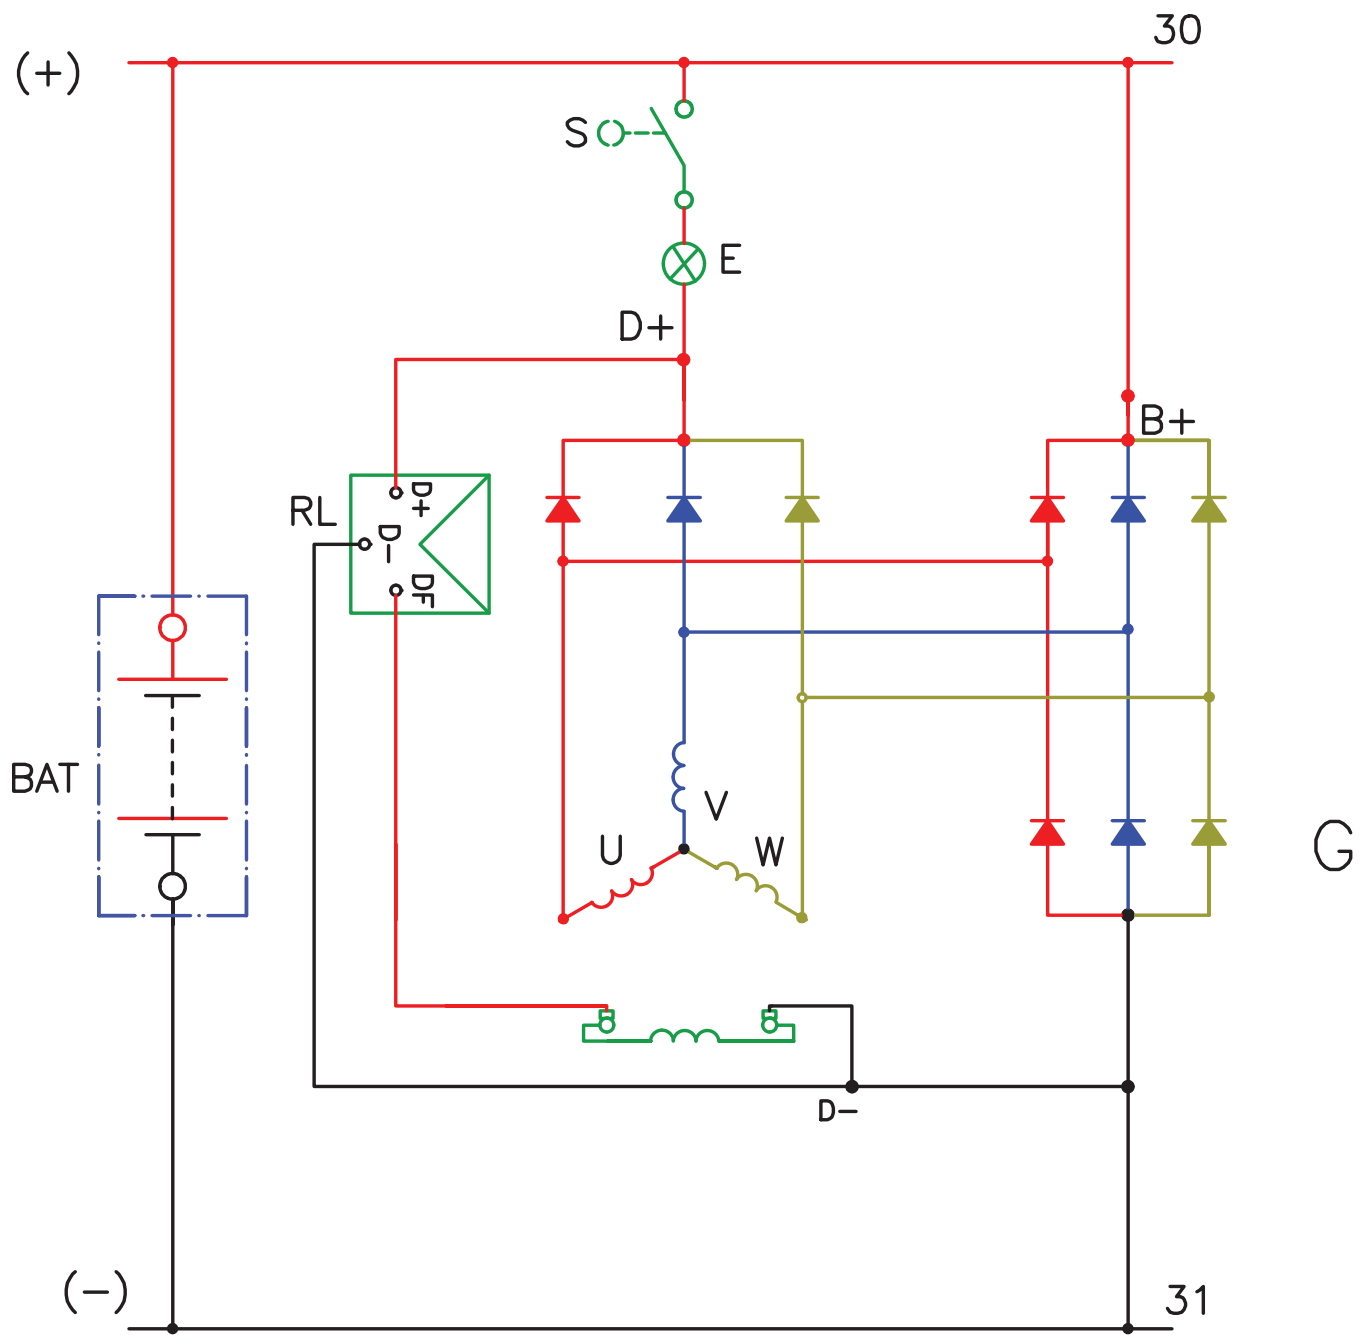 30
(+)
S
E
D+
B+
RL
D+
D-
DF
BAT
V
U
W
G
D-
(-)
31